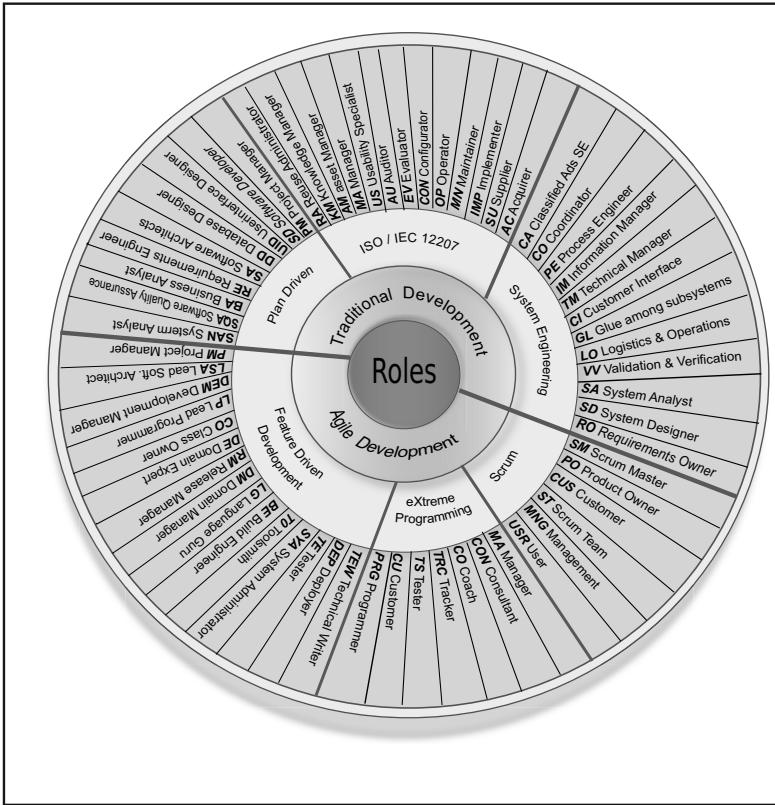 Roles
Traditional Development
Agile Development
Plan Driven
ISO / IEC 12207
System Engineering
Scrum
eXtreme
Programming
Feature Driven
Development
SAN Systerm Analyst
SQA Software Quality Assurance
BA Business Analyst
RE Requirements Engineer
SA Software Architects
DD Database Designer
UID Userinterface Designer
SD Software Developer
PM Project Manager
RA Reuse Administrator
KM Knowledge Manager
AM asset Manager
MA Manager
US Usability Specialist
AU Auditor
EV Evaluator
CON Configurator
OP Operator
MN Maintainer
IMP Implementer
SU Supplier
AC Acquirer
CA Classified Ads SE
CO Coordinator
PE Process Engineer
IM Information Manager
TM Technical Manager
CI Customer Interface
GL Glue among subsystems
LO Logistics & Operations
VV Validation & Verification
SA System Analyst
SD System Designer
RO Requirements Owner
SM Scrum Master
PO Product Owner
CUS Customer
ST Scrum Team
MNG Management
USR User
MA Manager
CON Consultant
CO Coach
TRC Tracker
TS Tester
CU Customer
PRG Programmer
TEW Technical Writer
DEP Deployer
TE Tester
SYA System Administrator
TO Toolsmith
BE Build Engineer
LG Language Guru
DM Domain Manager
RM Release Manager
DE Domain Expert
CO Class Owner
LP Lead Programmer
DEM Development Manager
LSA Lead Soft. Architect
PM Project Manager